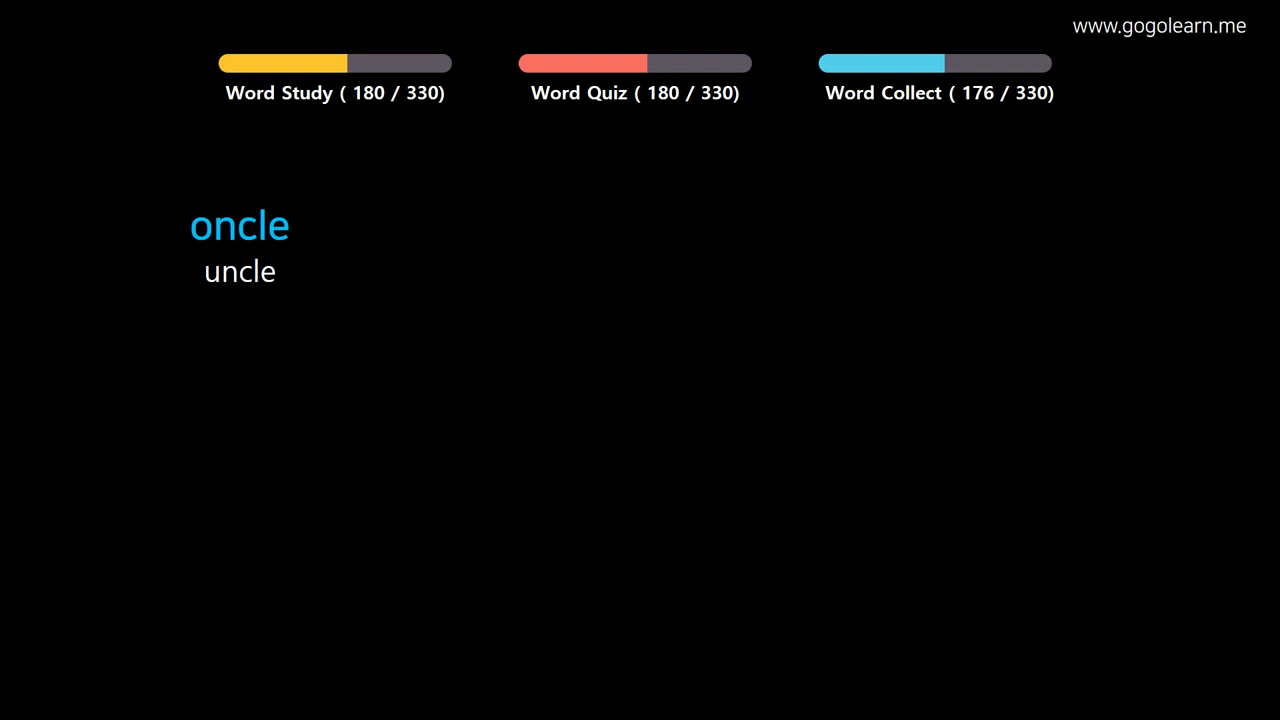 www.gogolearn.me
Word Study ( 180 / 330)
Word Quiz ( 180 / 330)
Word Collect ( 176 / 330)
oncle
uncle